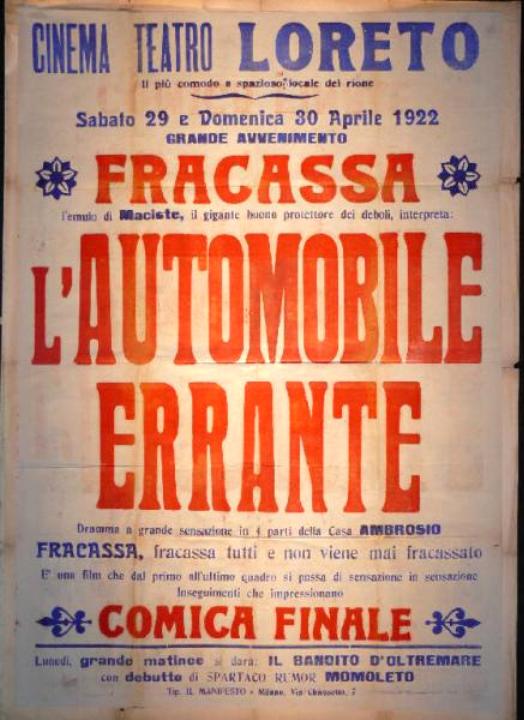 CINEMA TEATRO LORETO
Il più comodo e spazioso locale del rione
Sabato 29 e Domenica 30 Aprile 1922
GRANDE AVVENIMENTO
FRACASSA
l'emulo di Maciste, il gigante buono protettore dei deboli, interpreta:
L'AUTOMOBILE
ERRANTE
Dramma a grande sensazione in 4 parti della Casa AMBROSIO
FRACASSA, fracassa tutti e non viene mai fracassato
E' una film che dal primo all'ultimo quadro si passa di sensazione in sensazione
Inseguimenti che impressionano
COMICA FINALE
Lunedì, grande matinée si darà: IL BANDITO D'OLTREMARE
con debutto di SPARTACO RUMOR MOMOLETO
Tip. IL MANIFESTO - Milano, Via 7